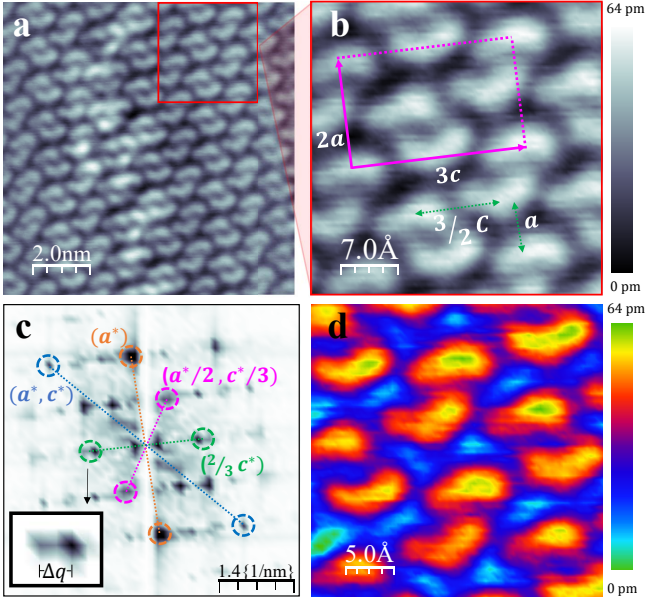 a
2.0nm
b
2a
3c
3/2 C
a
7.0Å
64 pm
0 pm
c
(a*)
(a*/2, c*/3)
(a*, c*)
(2/3 c*)
Δq
1.4{1/nm}
d
5.0Å
64 pm
0 pm